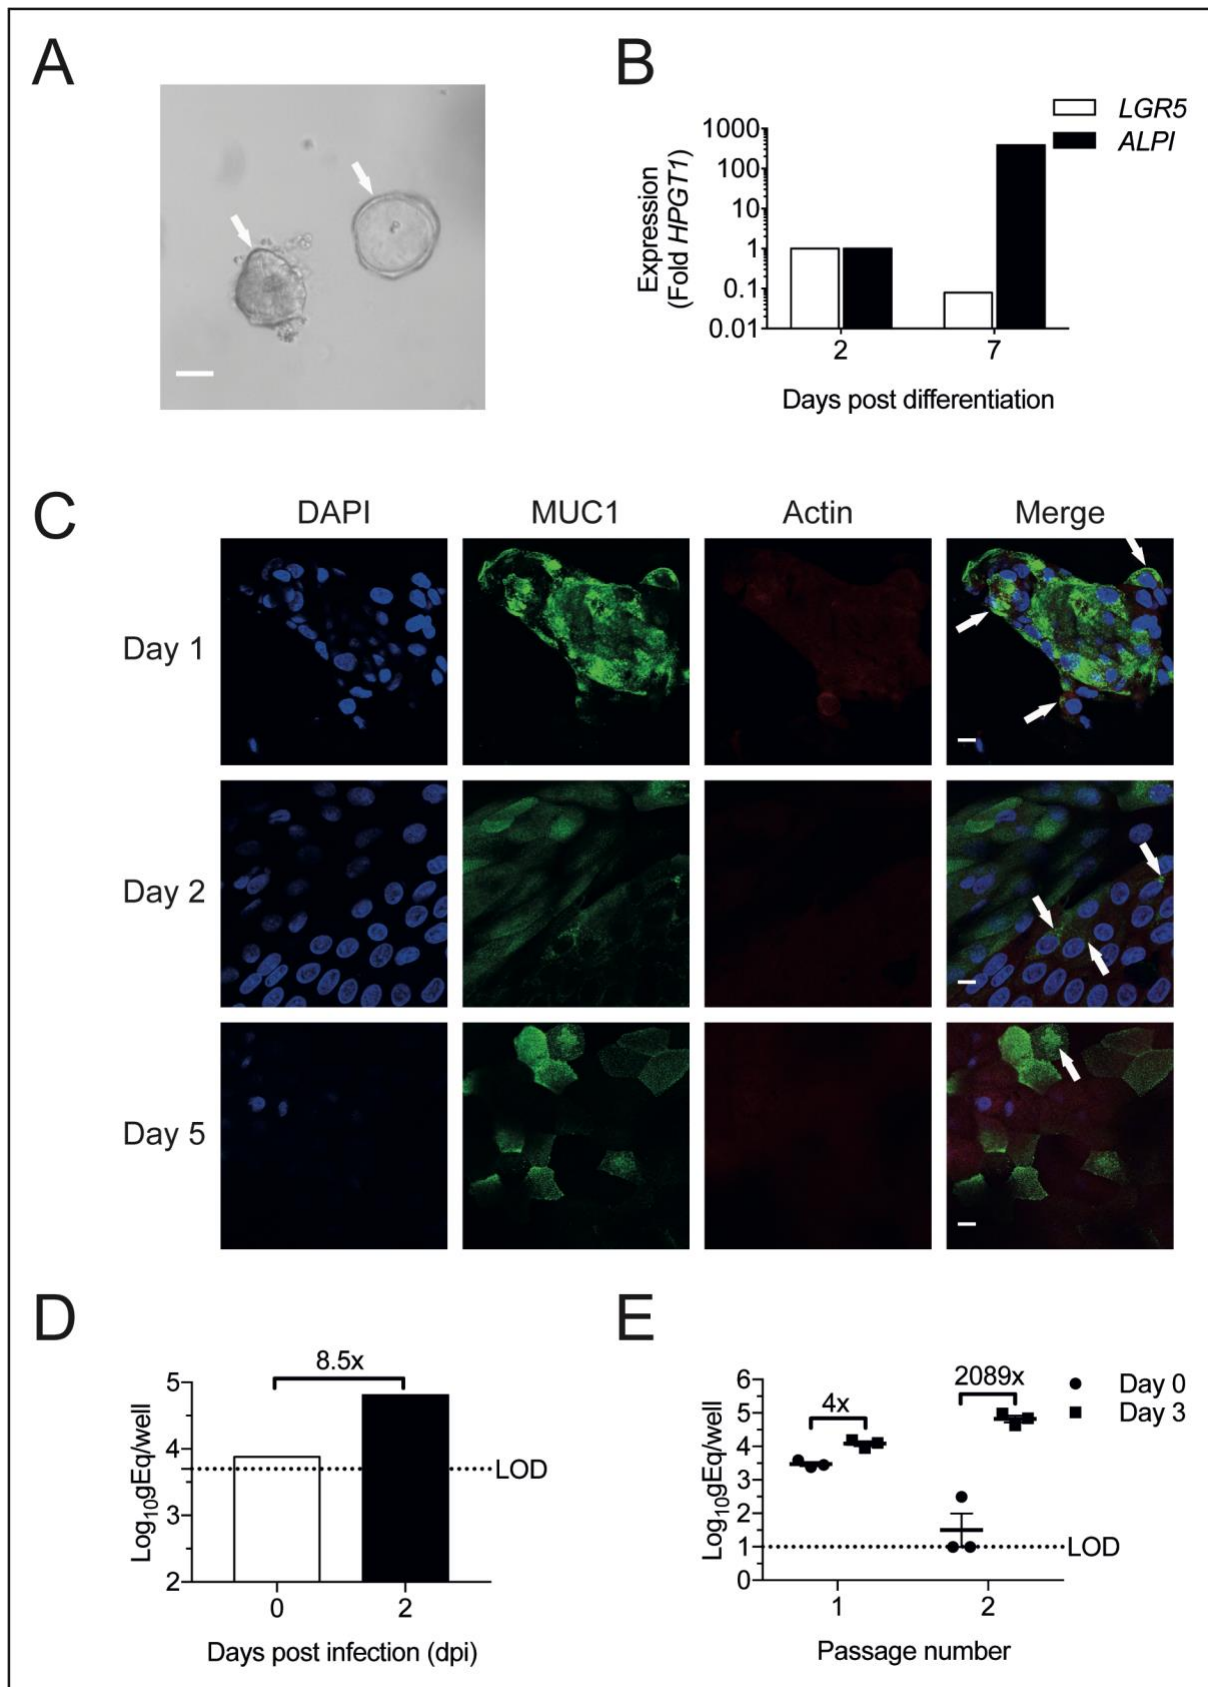 A
B
LGR5
ALPI
Expression
(Fold HPGT1)
1000
100
10
1
0.1
0.01
2
7
Days post differentiation
C
DAPI
MUC1
Actin
Merge
Day 1
Day 2
Day 5
D
8.5x
Log₁₀gEq/well
5
4
3
2
LOD
0
2
Days post infection (dpi)
E
4x
2089x
Day 0
Day 3
Log₁₀gEq/well
6
5
4
3
2
1
0
LOD
1
2
Passage number